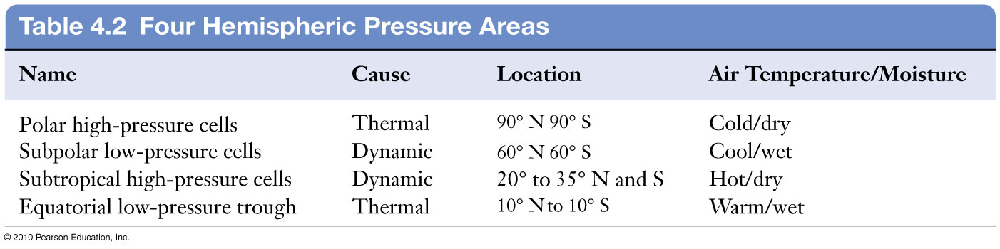 Table 4.2 Four Hemispheric Pressure Areas
Name Cause Location Air Temperature/Moisture
Polar high-pressure cells Thermal 90° N 90° S Cold/dry
Subpolar low-pressure cells Dynamic 60° N 60° S Cool/wet
Subtropical high-pressure cells Dynamic 20° to 35° N and S Hot/dry
Equatorial low-pressure trough Thermal 10° N to 10° S Warm/wet
© 2010 Pearson Education, Inc.